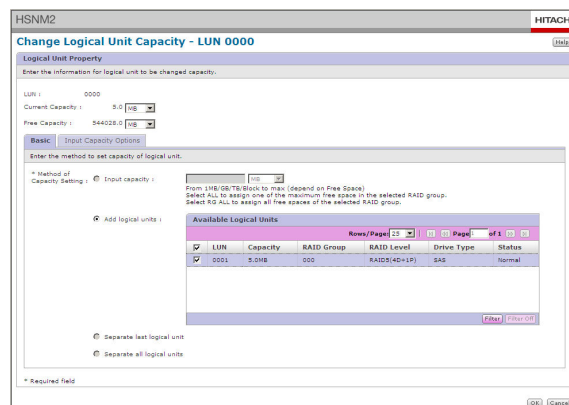 HSNM2
HITACH
Change Logical Unit Capacity - LUN 0000
Help
Logical Unit Property
Enter the information for logical unit to be changed capacity.
LUN : 0000
Current Capacity : 5.0 MB
Free Capacity : 544028.0 MB
Basic Input Capacity Options
Enter the method to set capacity of logical unit.
* Method of Capacity Setting : Input capacity : MB
From 1MB/GB/TB/Block to max (depend on Free Space)
Select ALL to assign one of the maximum free space in the selected RAID group.
Select RG ALL to assign all free spaces of the selected RAID group.
Add logical units : Available Logical Units
Rows/Page: 25 Page 1 of 1
LUN Capacity RAID Group RAID Level Drive Type Status
0001 5.0MB 000 RAID5(4D+1P) SAS Normal
Filter Filter Off
Separate last logical unit
Separate all logical units
* Required field
OK Cancel